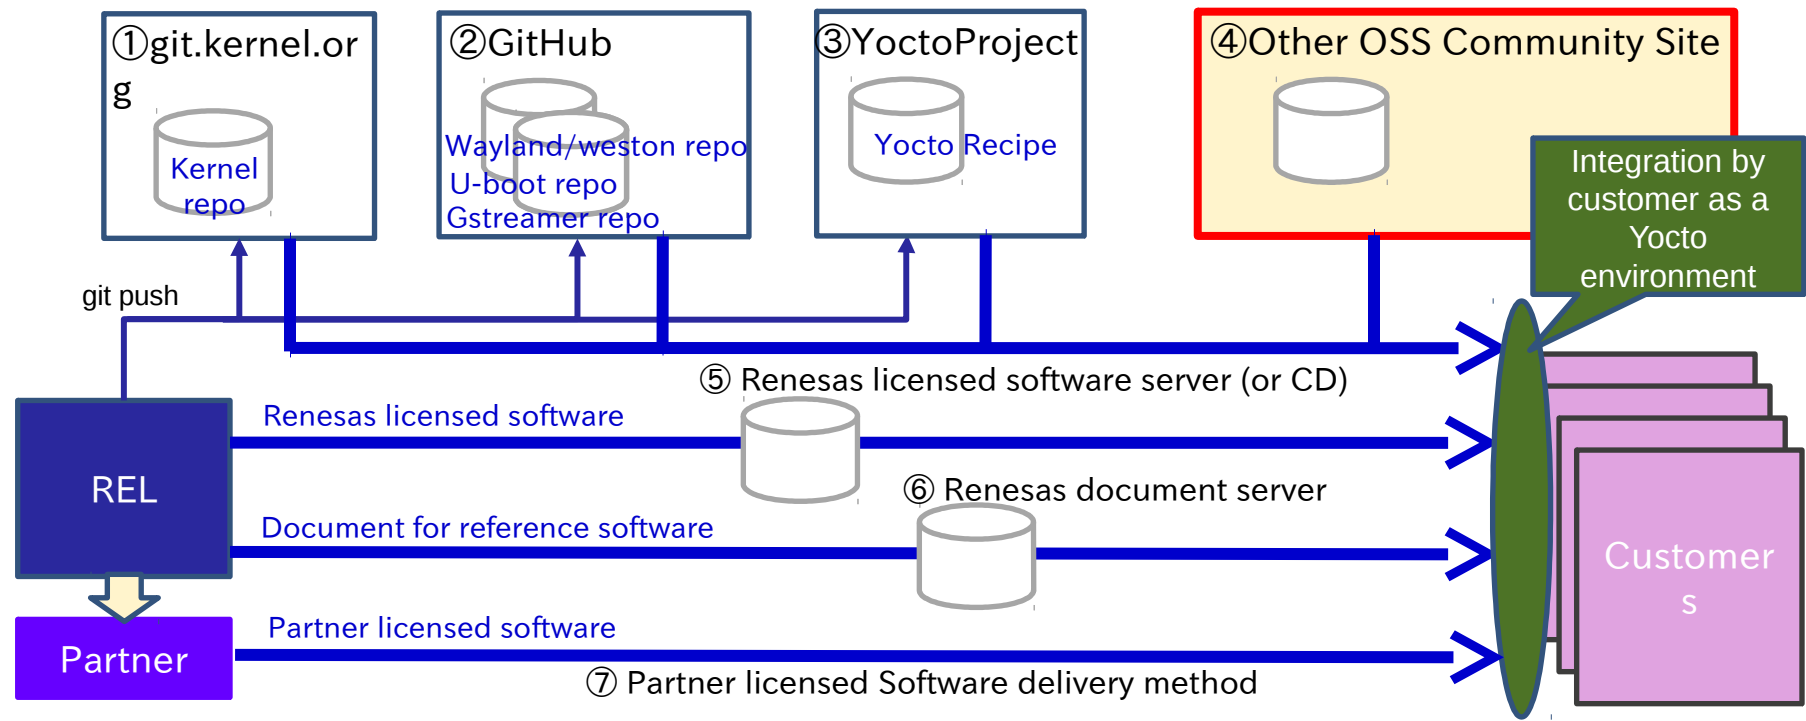 ①git.kernel.or
g
Kernel
repo
②GitHub
Wayland/weston repo
U-boot repo
Gstreamer repo
③YoctoProject
Yocto Recipe
④Other OSS Community Site
Integration by
customer as a
Yocto
environment
git push
⑤ Renesas licensed software server (or CD)
Renesas licensed software
REL
⑥ Renesas document server
Document for reference software
Customer
s
Partner licensed software
Partner
⑦ Partner licensed Software delivery method